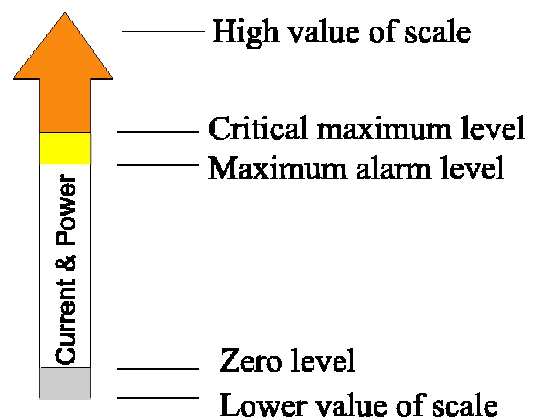 High value of scale
Critical maximum level
Maximum alarm level
Current & Power
Zero level
Lower value of scale